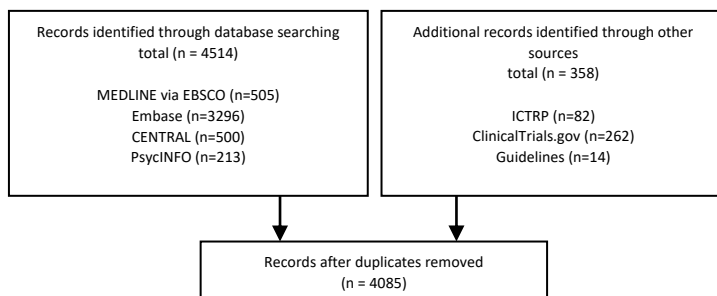 Records identified through database searching
total (n = 4514)
MEDLINE via EBSCO (n=505)
Embase (n=3296)
CENTRAL (n=500)
PsycINFO (n=213)
Additional records identified through other
sources
total (n = 358)
ICTRP (n=82)
ClinicalTrials.gov (n=262)
Guidelines (n=14)
Records after duplicates removed
(n = 4085)